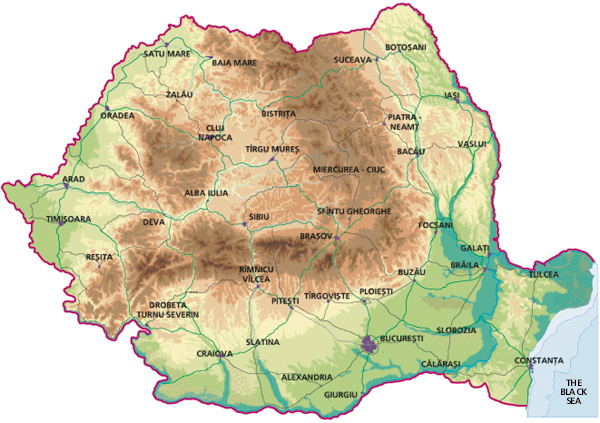 BOTOȘANI
SATU MARE
SUCEAVA
BAIA MARE
ZALĂU
IAȘI
ORADEA
BISTRIȚA
PIATRA -
NEAMȚ
CLUJ
NAPOCA
TÎRGU MUREȘ
BACĂU
VASLUI
MIERCUREA - CIUC
ARAD
ALBA IULIA
TIMIȘOARA
DEVA
SIBIU
SFÎNTU GHEORGHE
FOCȘANI
BRAȘOV
GALAȚI
REȘIȚA
BRĂILA
RÎMNICU
VÎLCEA
BUZĂU
TULCEA
DROBETA
TURNU SEVERIN
PITEȘTI
TÎRGOVIȘTE
PLOIEȘTI
SLOBOZIA
BUCUREȘTI
SLATINA
CRAIOVA
CĂLĂRAȘI
CONSTANȚA
ALEXANDRIA
GIURGIU
THE
BLACK
SEA